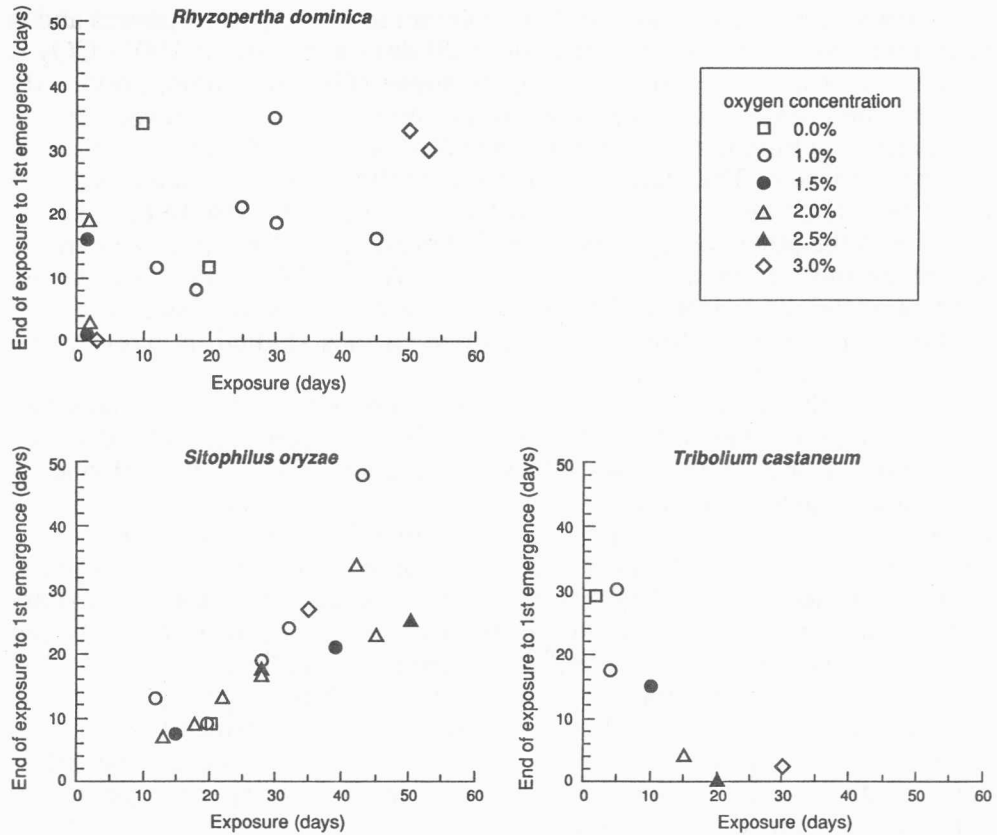 Rhyzopertha dominica
End of exposure to 1st emergence (days)
50
40
30
20
10
0
0 10 20 30 40 50 60
Exposure (days)
oxygen concentration
0.0%
1.0%
1.5%
2.0%
2.5%
3.0%
Sitophilus oryzae
End of exposure to 1st emergence (days)
50
40
30
20
10
0
0 10 20 30 40 50 60
Exposure (days)
Tribolium castaneum
End of exposure to 1st emergence (days)
50
40
30
20
10
0
0 10 20 30 40 50 60
Exposure (days)